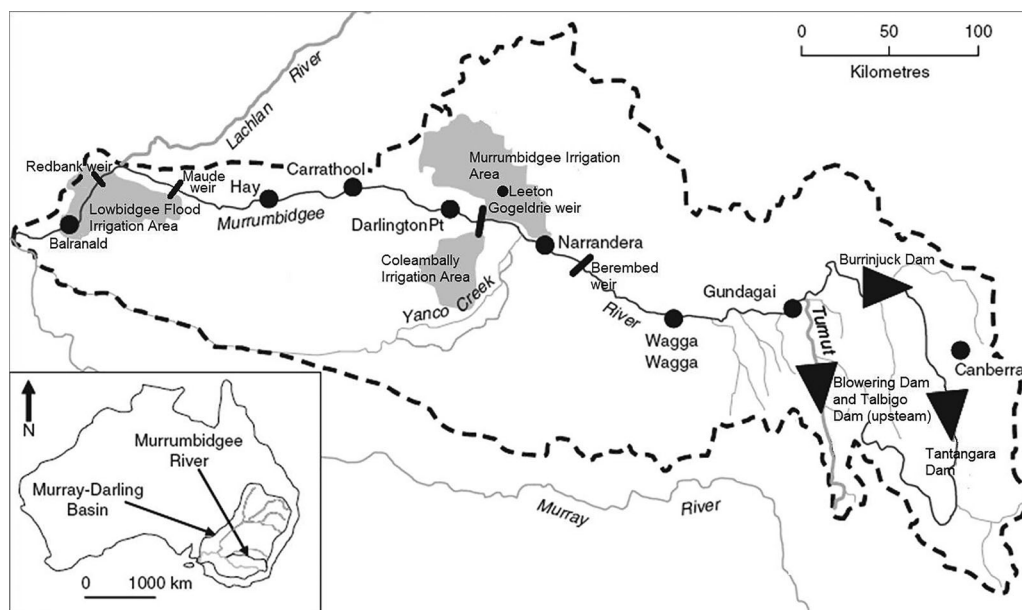 0 50 100
Kilometres
Lachlan River
Redbank weir
Maude
weir
Hay
Carrathool
Murrumbidgee Irrigation
Area
Leeton
Gogeldrie weir
Lowbidgee Flood
Irrigation Area
Murrumbidgee
Darlington Pt
Balranald
Narrandera
Coleambally
Irrigation Area
Berembed
weir
Yanco Creek
River
Burrinjuck Dam
Gundagai
Tumut
Wagga
Wagga
Canberra
Blowering Dam
and Talbigo
Dam (upsteam)
Tantangara
Dam
Murray River
N
Murrumbidgee
River
Murray-Darling
Basin
0 1000 km